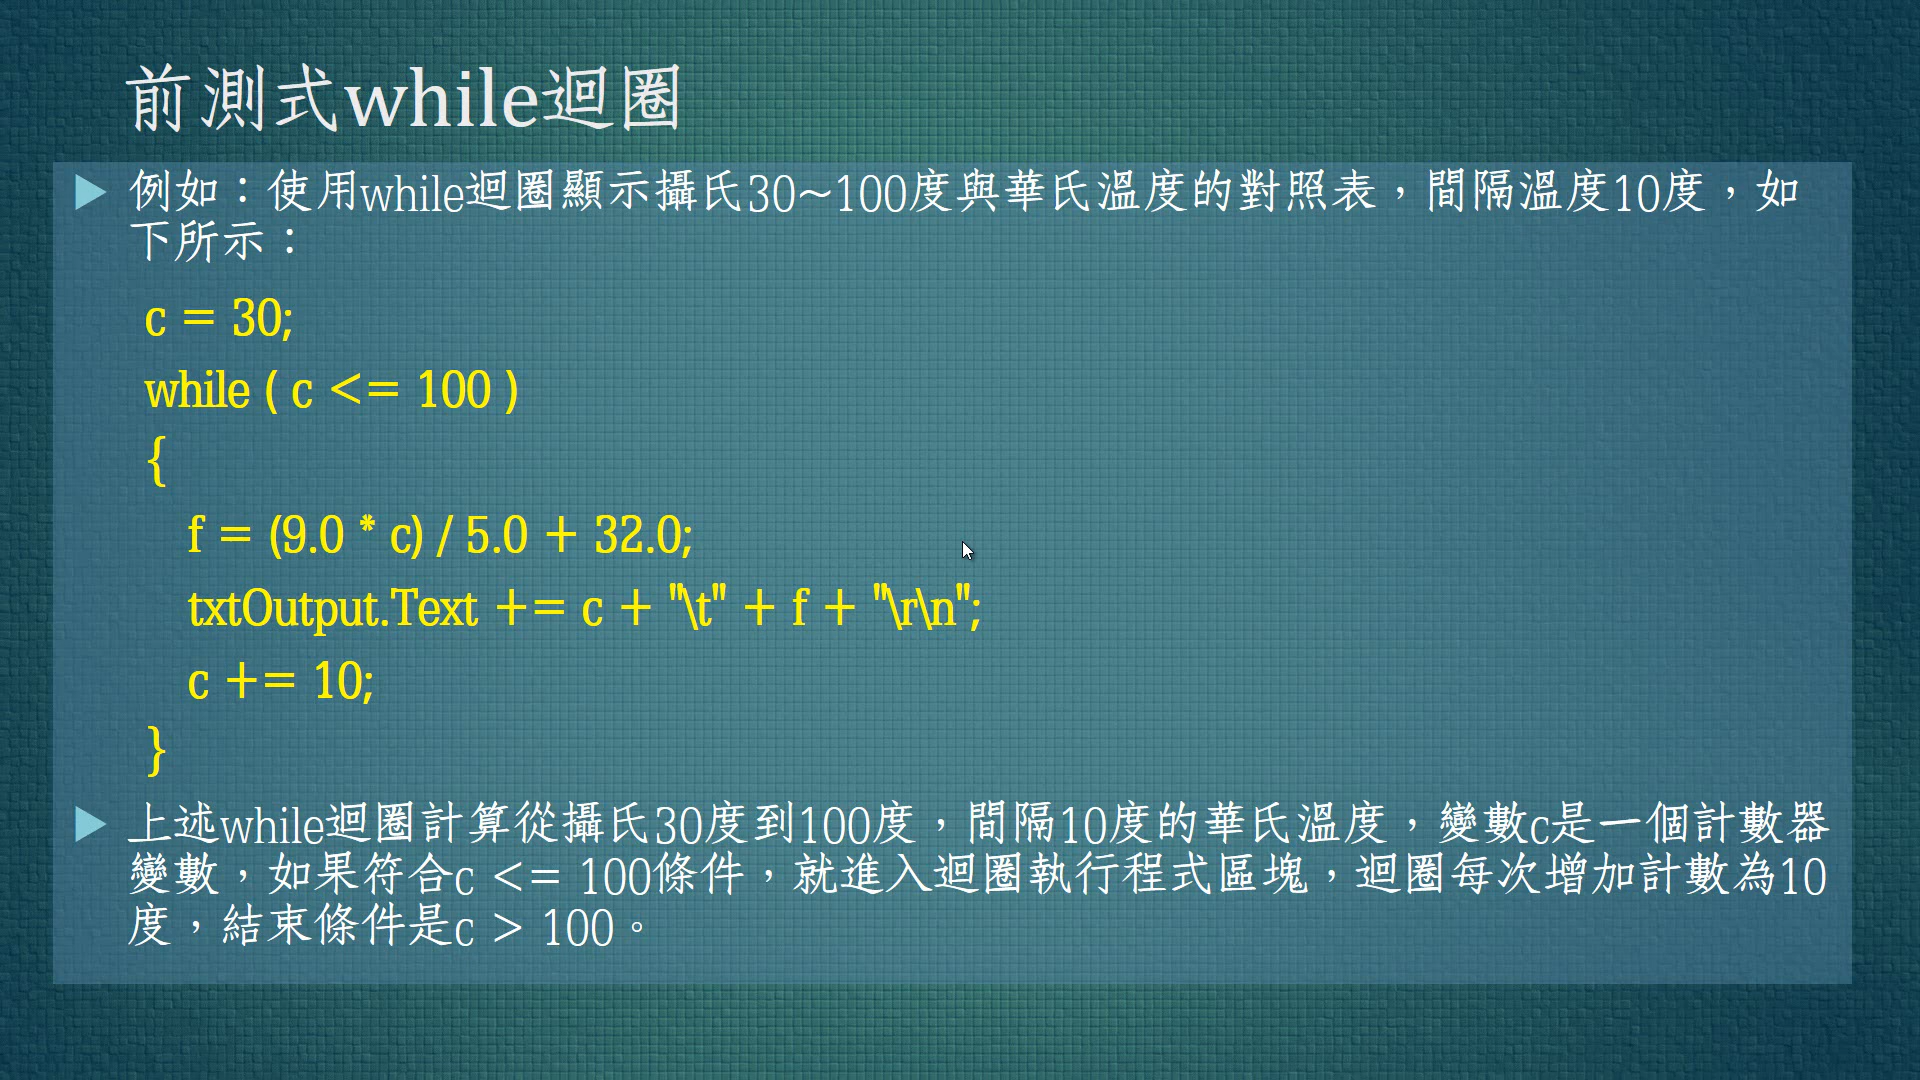 前測式while迴圈
例如：使用while迴圈顯示攝氏30~100度與華氏溫度的對照表，間隔溫度10度，如
下所示：
c = 30;
while ( c <= 100 )
{
f = (9.0 * c) / 5.0 + 32.0;
txtOutput.Text += c + "\t" + f + "\r\n";
c += 10;
}
上述while迴圈計算從攝氏30度到100度，間隔10度的華氏溫度，變數c是一個計數器
變數，如果符合c <= 100條件，就進入迴圈執行程式區塊，迴圈每次增加計數為10
度，結束條件是c > 100。